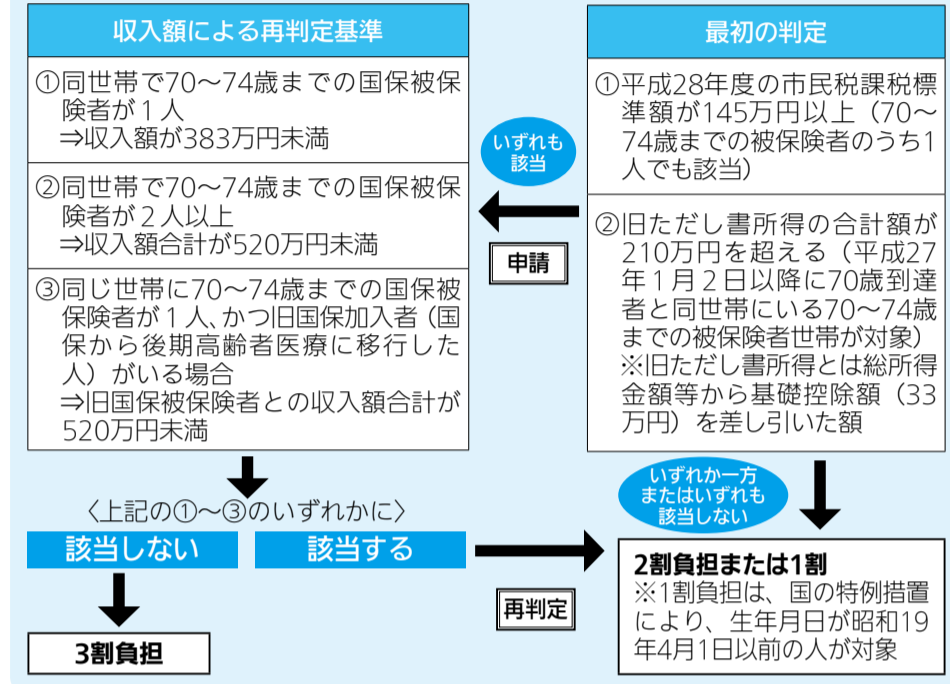 最初の判定
①平成28年度の市民税課税標
準額が145万円以上（70～
74歳までの被保険者のうち1
人でも該当）
②旧ただし書所得の合計額が
210万円を超える（平成27
年１月２日以降に70歳到達
者と同世帯にいる70～74歳
までの被保険者世帯が対象）
※旧ただし書所得とは総所得
金額等から基礎控除額（33
万円）を差し引いた額
いずれも
該当
申請
収入額による再判定基準
①同世帯で70～74歳までの国保被保
険者が１人
⇒収入額が383万円未満
②同世帯で70～74歳までの国保被保
険者が２人以上
⇒収入額合計が520万円未満
③同じ世帯に70～74歳までの国保被
保険者が１人、かつ旧国保加入者（国
保から後期高齢者医療に移行した
人）がいる場合
⇒旧国保被保険者との収入額合計が
520万円未満
〈上記の①～③のいずれかに〉
該当しない
該当する
3割負担
再判定
いずれか一方
またはいずれも
該当しない
2割負担または1割
※1割負担は、国の特例措置
により、生年月日が昭和19
年4月1日以前の人が対象